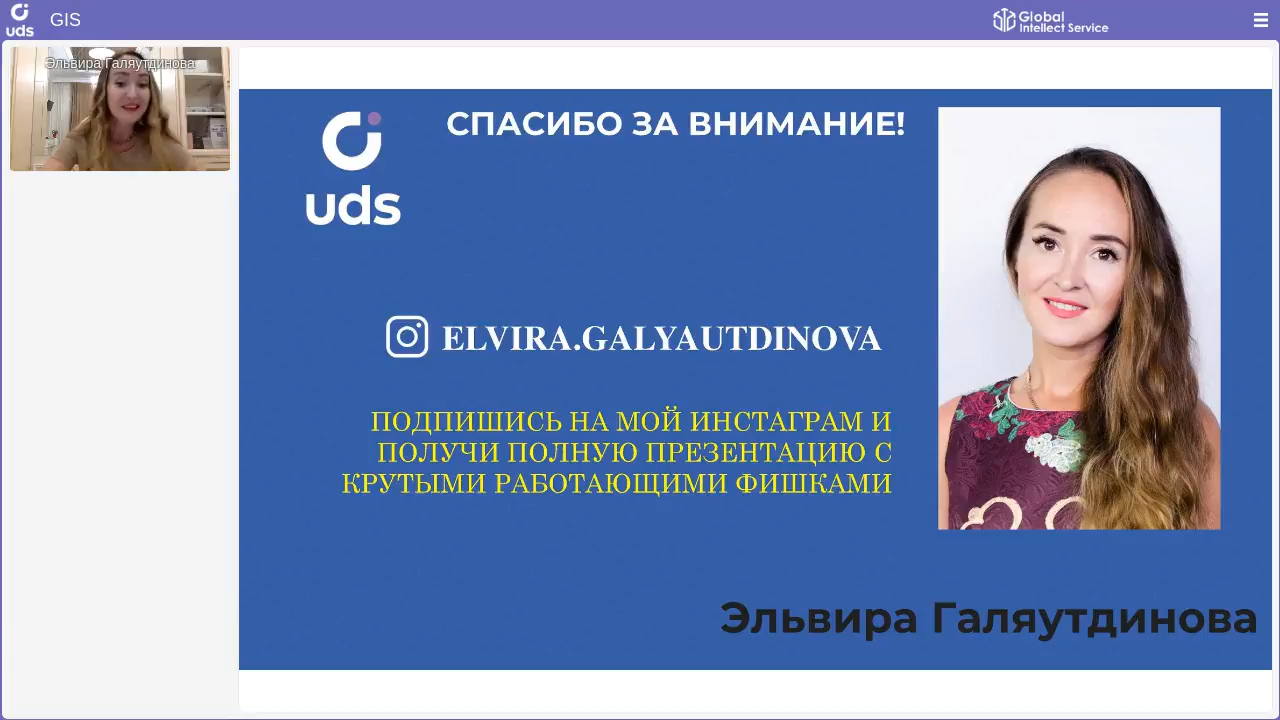 uds
GIS
Global
Intellect Service
Эльвира Галяутдинова
СПАСИБО ЗА ВНИМАНИЕ!
uds
ELVIRA.GALYAUTDINOVA
ПОДПИШИСЬ НА МОЙ ИНСТАГРАМ И
ПОЛУЧИ ПОЛНУЮ ПРЕЗЕНТАЦИЮ С
КРУТЫМИ РАБОТАЮЩИМИ ФИШКАМИ
Эльвира Галяутдинова